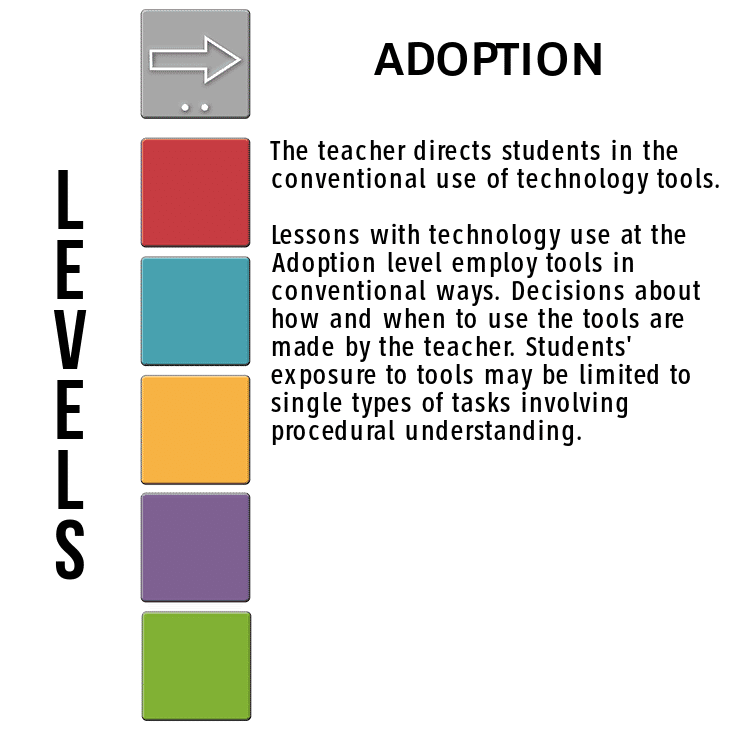 ADOPTION
LEVELS
The teacher directs students in the
conventional use of technology tools.
Lessons with technology use at the
Adoption level employ tools in
conventional ways. Decisions about
how and when to use the tools are
made by the teacher. Students'
exposure to tools may be limited to
single types of tasks involving
procedural understanding.